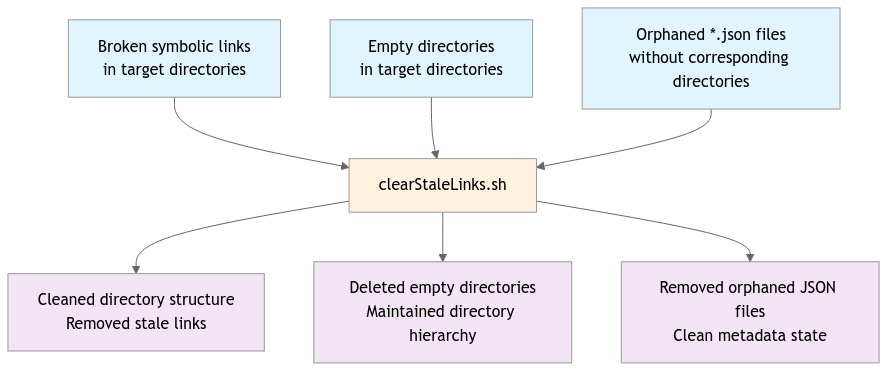 Broken symbolic links
in target directories
Empty directories
in target directories
Orphaned *.json files
without corresponding
directories
clearStaleLinks.sh
Cleaned directory structure
Removed stale links
Deleted empty directories
Maintained directory
hierarchy
Removed orphaned JSON
files
Clean metadata state